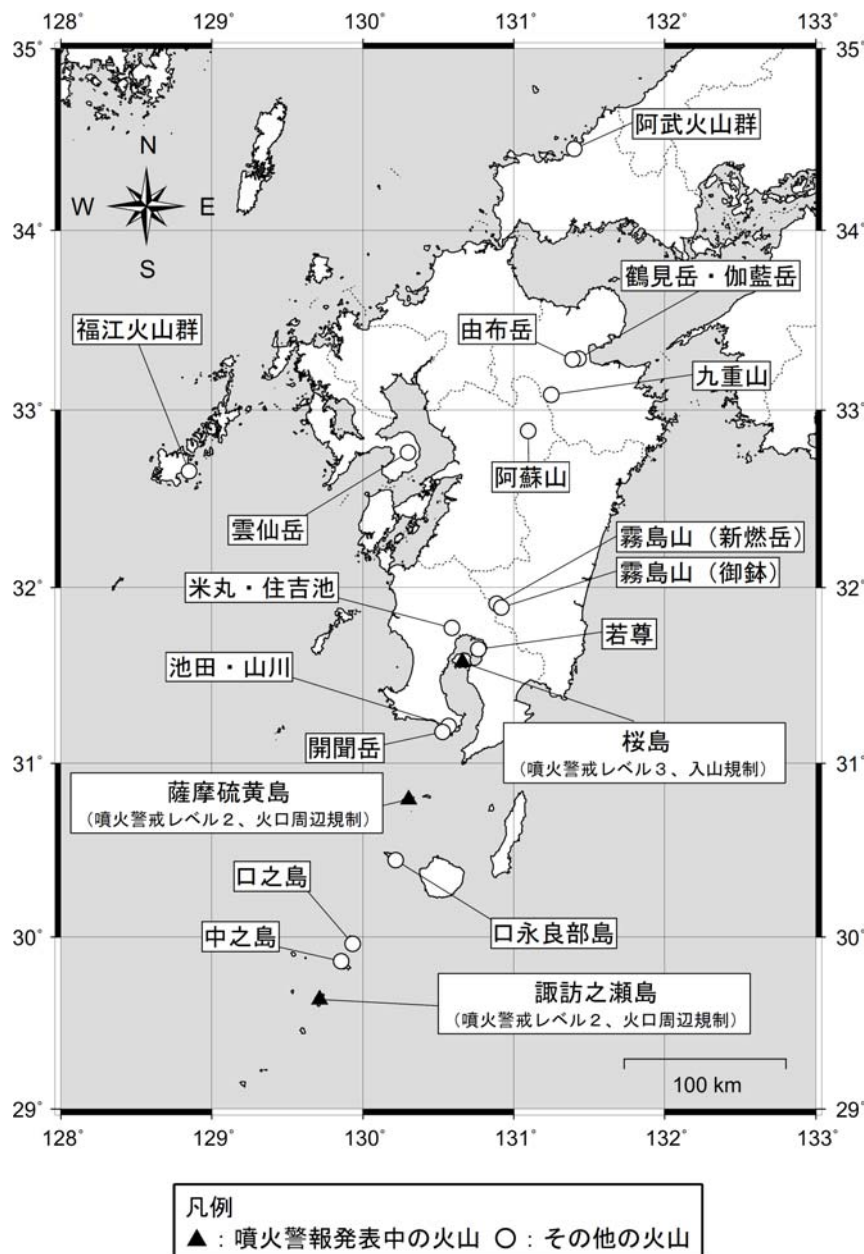 128° 129° 130° 131° 132° 133°
35° 35°
阿武火山群
N
W E
S
34° 34°
鶴見岳・伽藍岳
福江火山群
由布岳
九重山
33° 33°
阿蘇山
雲仙岳
霧島山（新燃岳）
霧島山（御鉢）
32° 32°
米丸・住吉池
若尊
池田・山川
開聞岳
桜島
（噴火警戒レベル３、入山規制）
31° 31°
薩摩硫黄島
（噴火警戒レベル２、火口周辺規制）
口之島
口永良部島
30° 30°
中之島
諏訪之瀬島
（噴火警戒レベル２、火口周辺規制）
100 km
29° 29°
128° 129° 130° 131° 132° 133°
凡例
▲：噴火警報発表中の火山 ○：その他の火山